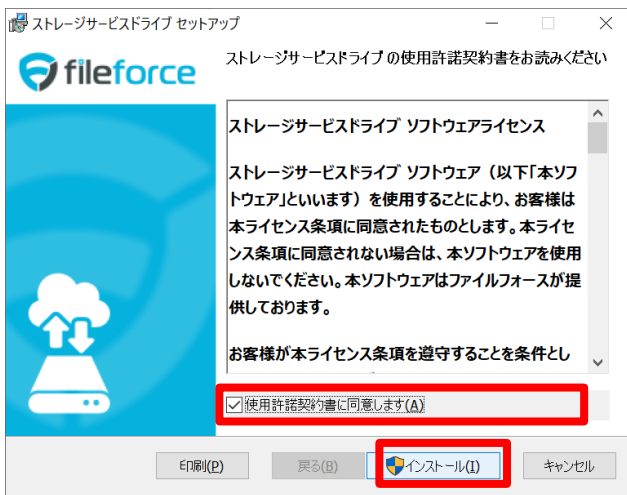 ストレージサービスドライブ セットアップ
fileforce
ストレージサービスドライブ の使用許諾契約書をお読みください
ストレージサービスドライブ ソフトウェアライセンス
ストレージサービスドライブ ソフトウェア（以下「本ソフ
トウェア」といいます）を使用することにより、お客様は
本ライセンス条項に同意されたものとします。本ライセ
ンス条項に同意されない場合は、本ソフトウェアを使用
しないでください。本ソフトウェアはファイルフォースが提
供しております。
お客様が本ライセンス条項を遵守することを条件とし
使用許諾契約書に同意します(A)
印刷(P)
戻る(B)
インストール(I)
キャンセル